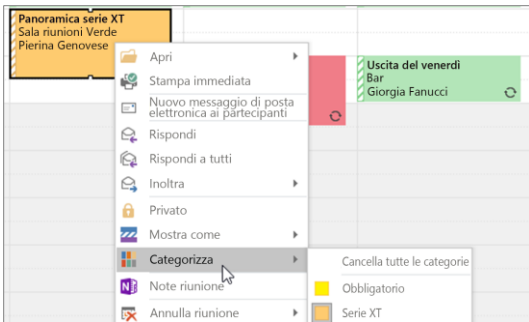 Panoramica serie XT
Sala riunioni Verde
Pierina Genovese
Uscita del venerdì
Bar
Giorgia Fanucci
Apri
Stampa immediata
Nuovo messaggio di posta
elettronica ai partecipanti
Rispondi
Rispondi a tutti
Inoltra
Privato
Mostra come
Categorizza
Note riunione
Annulla riunione
Cancella tutte le categorie
Obbligatorio
Serie XT